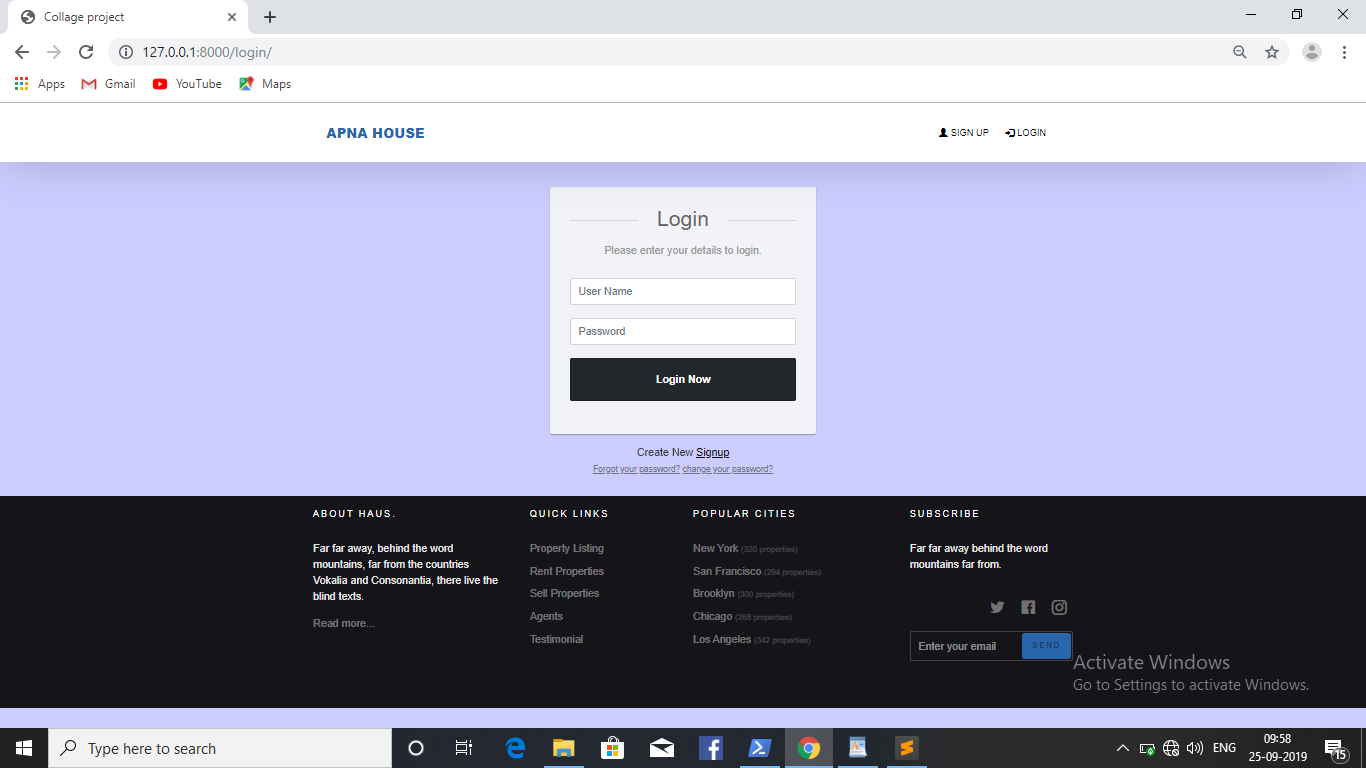 Collage project
127.0.0.1:8000/login/
Apps Gmail YouTube Maps
APNA HOUSE
SIGN UP LOGIN
Login
Please enter your details to login.
User Name
Password
Login Now
Create New Signup
Forgot your password? change your password?
ABOUT HAUS.
Far far away, behind the word
mountains, far from the countries
Vokalia and Consonantia, there live the
blind texts.
Read more...
QUICK LINKS
Property Listing
Rent Properties
Sell Properties
Agents
Testimonial
POPULAR CITIES
New York (320 properties)
San Francisco (294 properties)
Brooklyn (300 properties)
Chicago (268 properties)
Los Angeles (342 properties)
SUBSCRIBE
Far far away behind the word
mountains far from.
Enter your email SEND
Activate Windows
Go to Settings to activate Windows.
Type here to search
ENG
09:58
25-09-2019
15